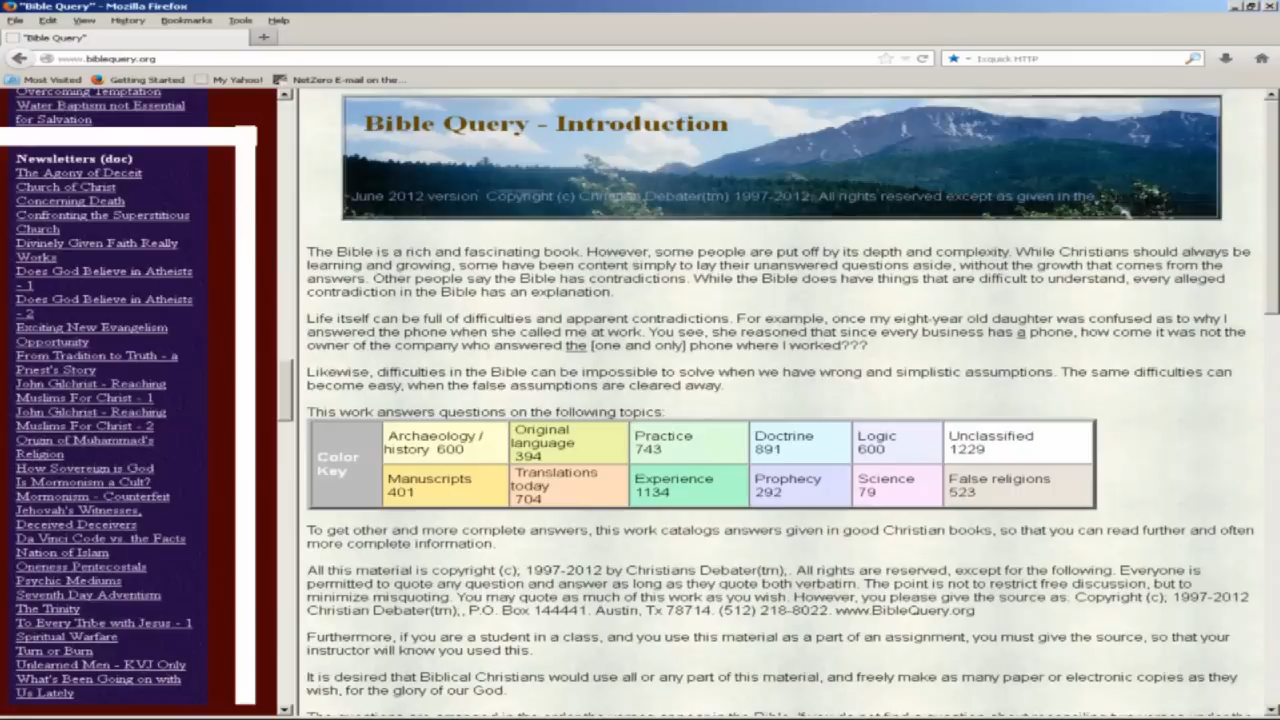 "Bible Query" - Mozilla Firefox
File Edit View History Bookmarks Tools Help
"Bible Query"
www.biblequery.org
Ixquick HTTP
Most Visited Getting Started My Yahoo! NetZero E-mail on the...
Overcoming Temptation
Water Baptism not Essential
for Salvation
Newsletters (doc)
The Agony of Deceit
Church of Christ
Concerning Death
Confronting the Superstitious
Church
Divinely Given Faith Really
Works
Does God Believe in Atheists
- 1
Does God Believe in Atheists
- 2
Exciting New Evangelism
Opportunity
From Tradition to Truth - a
Priest's Story
John Gilchrist - Reaching
Muslims For Christ - 1
John Gilchrist - Reaching
Muslims For Christ - 2
Origin of Muhammad's
Religion
How Sovereign is God
Is Mormonism a Cult?
Mormonism - Counterfeit
Jehovah's Witnesses,
Deceived Deceivers
Da Vinci Code vs. the Facts
Nation of Islam
Oneness Pentecostals
Psychic Mediums
Seventh Day Adventism
The Trinity
To Every Tribe with Jesus - 1
Spiritual Warfare
Turn or Burn
Unlearned Men - KVJ Only
What's Been Going on with
Us Lately
Bible Query - Introduction
June 2012 version. Copyright (c) Christian Debater(tm) 1997-2012. All rights reserved except as given in the
The Bible is a rich and fascinating book. However, some people are put off by its depth and complexity. While Christians should always be
learning and growing, some have been content simply to lay their unanswered questions aside, without the growth that comes from the
answers. Other people say the Bible has contradictions. While the Bible does have things that are difficult to understand, every alleged
contradiction in the Bible has an explanation.
Life itself can be full of difficulties and apparent contradictions. For example, once my eight-year old daughter was confused as to why I
answered the phone when she called me at work. You see, she reasoned that since every business has a phone, how come it was not the
owner of the company who answered the [one and only] phone where I worked???
Likewise, difficulties in the Bible can be impossible to solve when we have wrong and simplistic assumptions. The same difficulties can
become easy, when the false assumptions are cleared away.
This work answers questions on the following topics:
Color
Key
Archaeology /
history 600
Original
language
394
Practice
743
Doctrine
891
Logic
600
Unclassified
1229
Manuscripts
401
Translations
today
704
Experience
1134
Prophecy
292
Science
79
False religions
523
To get other and more complete answers, this work catalogs answers given in good Christian books, so that you can read further and often
more complete information.
All this material is copyright (c), 1997-2012 by Christians Debater(tm),. All rights are reserved, except for the following. Everyone is
permitted to quote any question and answer as long as they quote both verbatim. The point is not to restrict free discussion, but to
minimize misquoting. You may quote as much of this work as you wish. However, you please give the source as. Copyright (c), 1997-2012
Christian Debater(tm),, P.O. Box 144441. Austin, Tx 78714. (512) 218-8022. www.BibleQuery.org
Furthermore, if you are a student in a class, and you use this material as a part of an assignment, you must give the source, so that your
instructor will know you used this.
It is desired that Biblical Christians would use all or any part of this material, and freely make as many paper or electronic copies as they
wish, for the glory of our God.